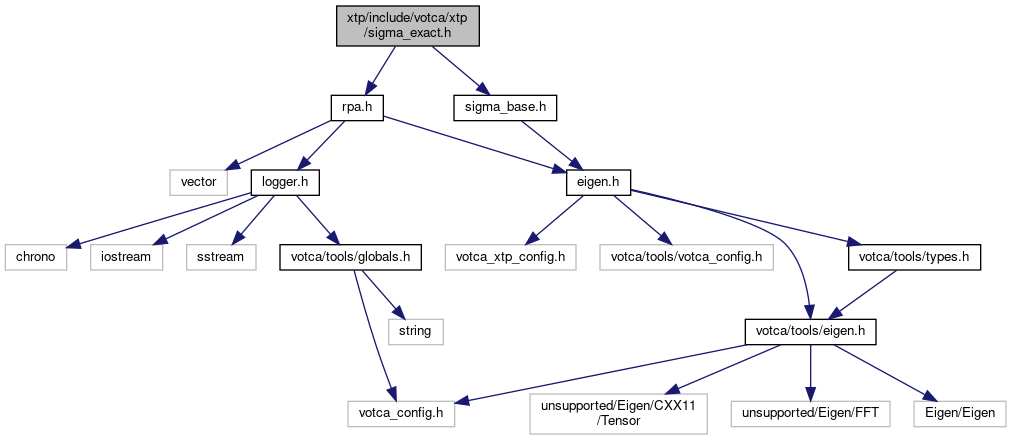 xtp/include/votca/xtp
/sigma_exact.h
rpa.h
sigma_base.h
vector
logger.h
eigen.h
chrono
iostream
sstream
votca/tools/globals.h
votca_xtp_config.h
votca/tools/votca_config.h
votca/tools/types.h
string
votca/tools/eigen.h
votca_config.h
unsupported/Eigen/CXX11
/Tensor
unsupported/Eigen/FFT
Eigen/Eigen